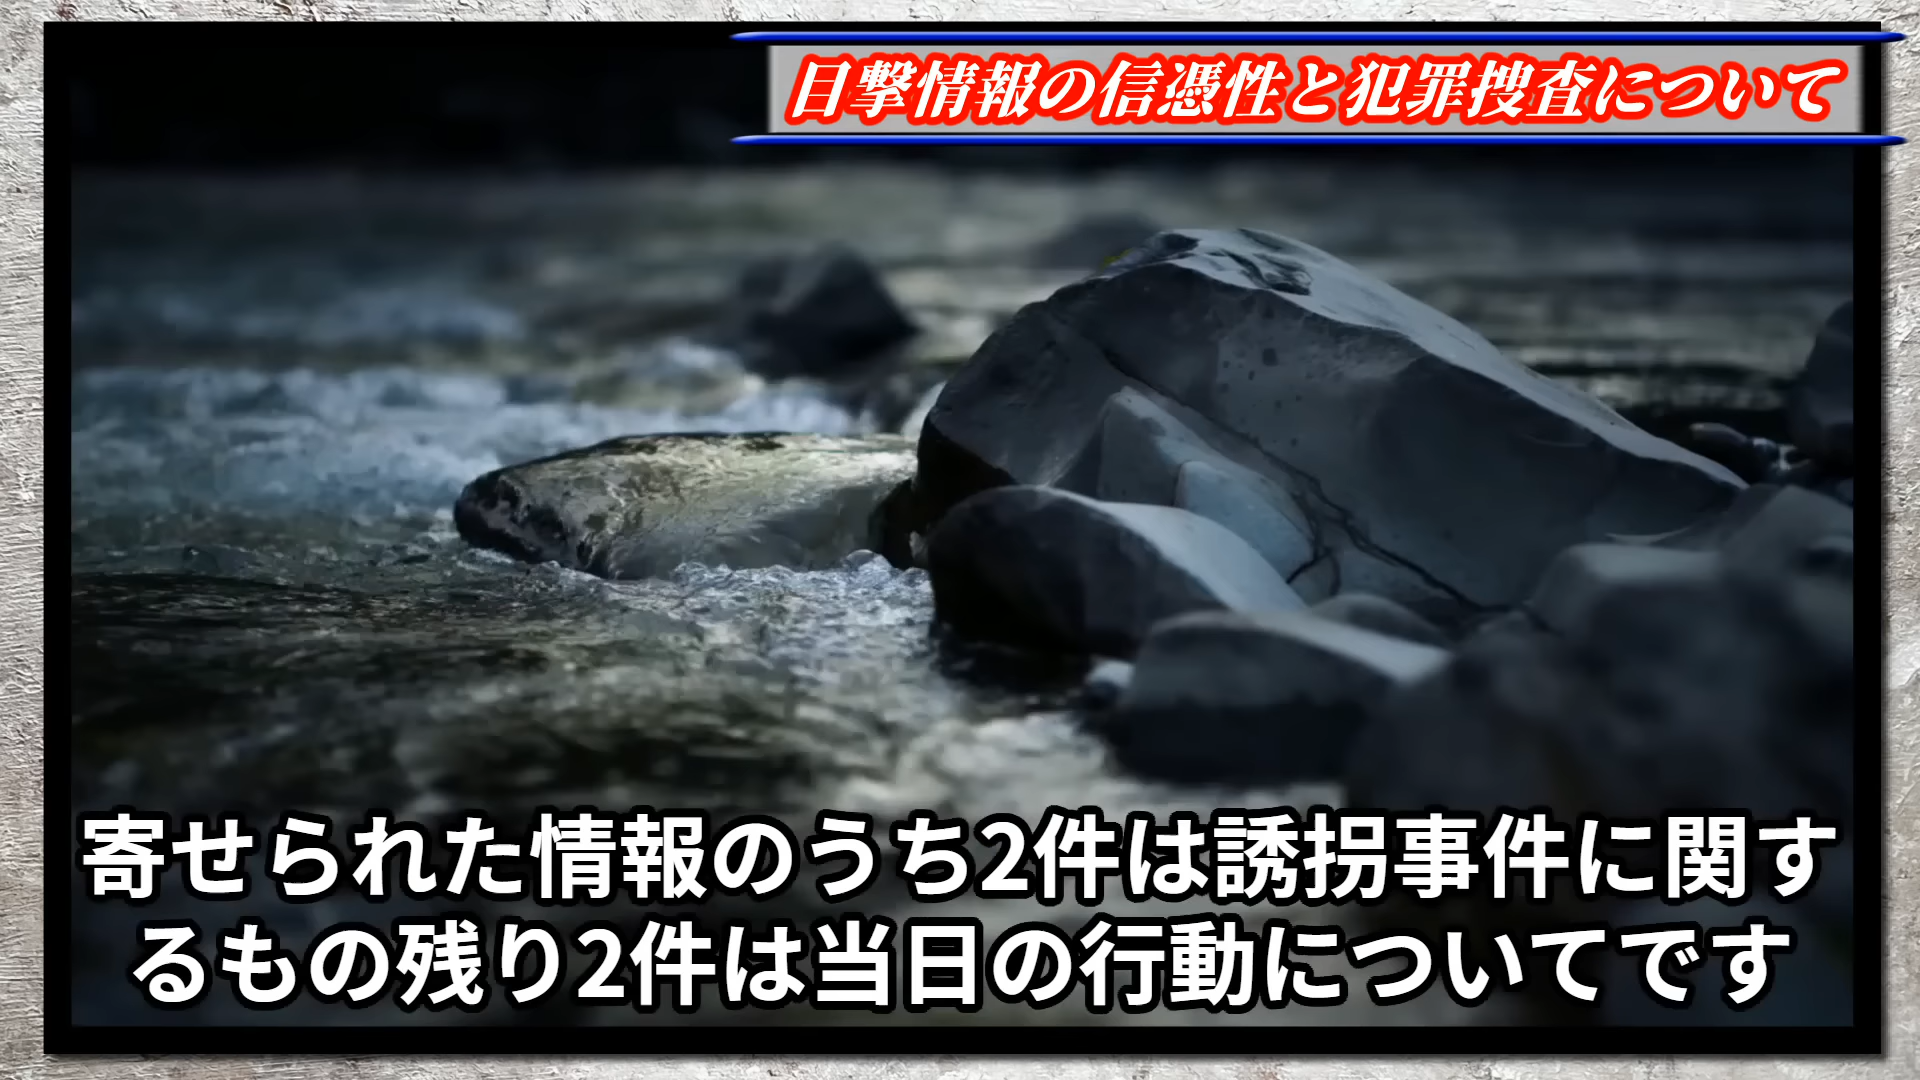 目撃情報の信憑性と犯罪捜査について
寄せられた情報のうち2件は誘拐事件に関す
るもの残り2件は当日の行動についてです